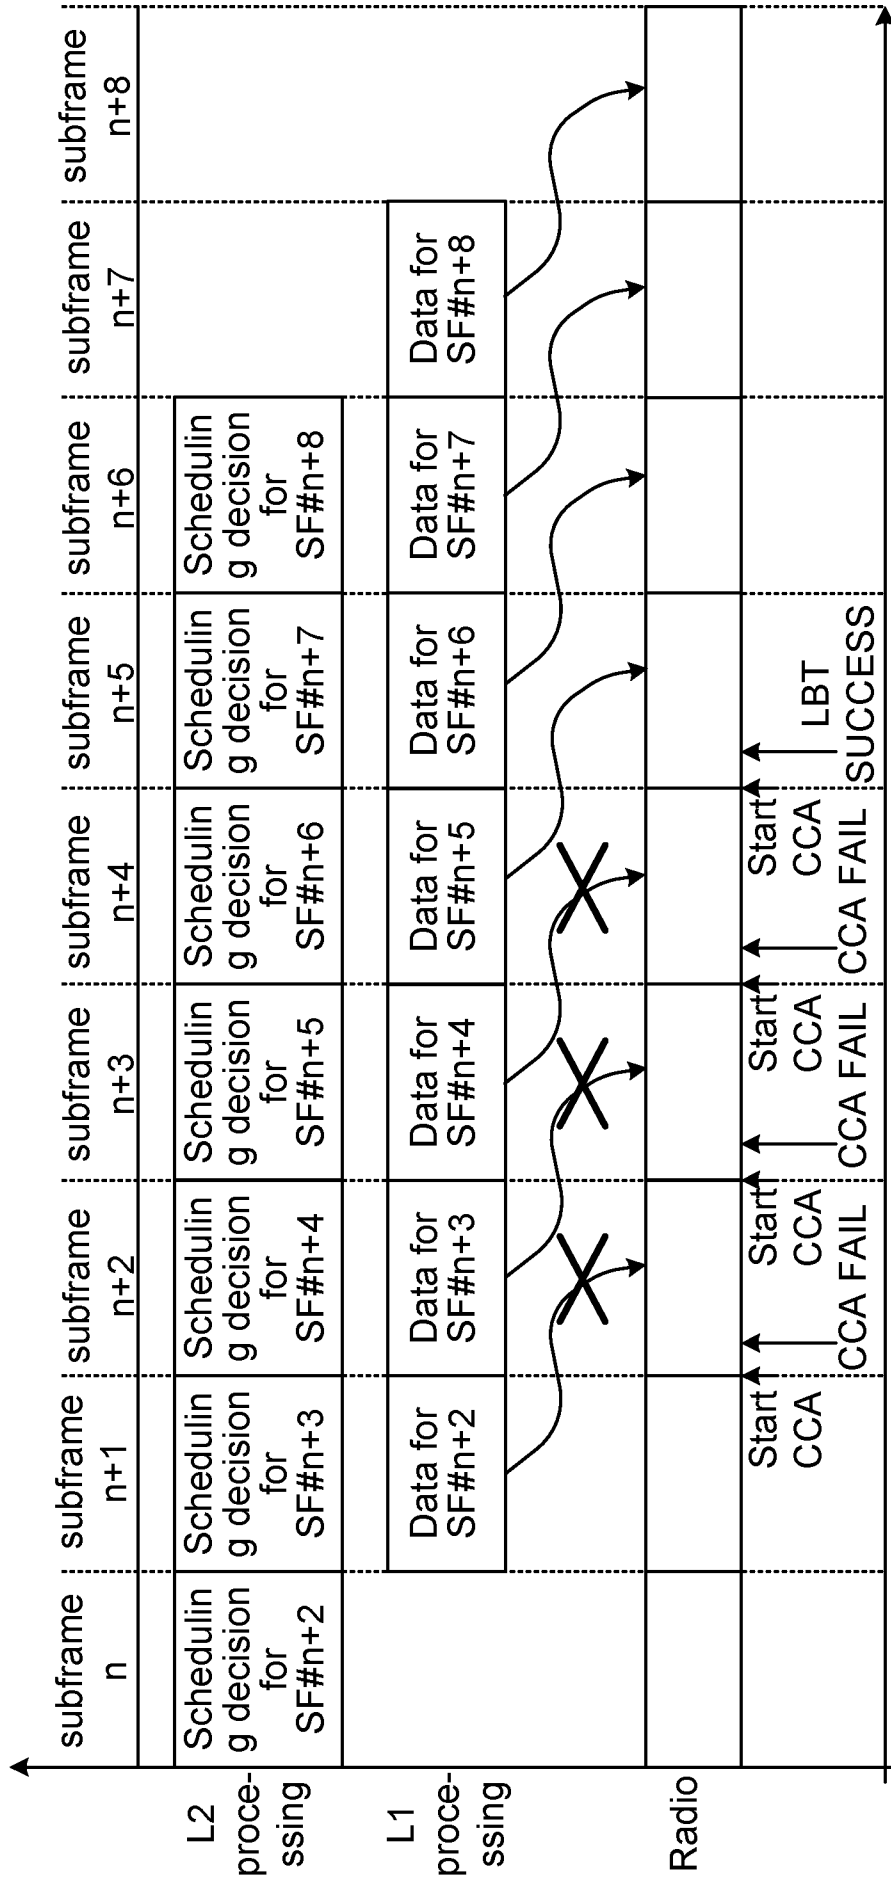 subframe
n
subframe
n+1
subframe
n+2
subframe
n+3
subframe
n+4
subframe
n+5
subframe
n+6
subframe
n+7
subframe
n+8
L2
proce-
ssing
Schedulin
g decision
for
SF#n+2
Schedulin
g decision
for
SF#n+3
Schedulin
g decision
for
SF#n+4
Schedulin
g decision
for
SF#n+5
Schedulin
g decision
for
SF#n+6
Schedulin
g decision
for
SF#n+7
Schedulin
g decision
for
SF#n+8
L1
proce-
ssing
Data for
SF#n+2
Data for
SF#n+3
Data for
SF#n+4
Data for
SF#n+5
Data for
SF#n+6
Data for
SF#n+7
Data for
SF#n+8
Radio
Start
CCA
CCA FAIL
Start
CCA
CCA FAIL
Start
CCA
CCA FAIL
Start
CCA
LBT
SUCCESS